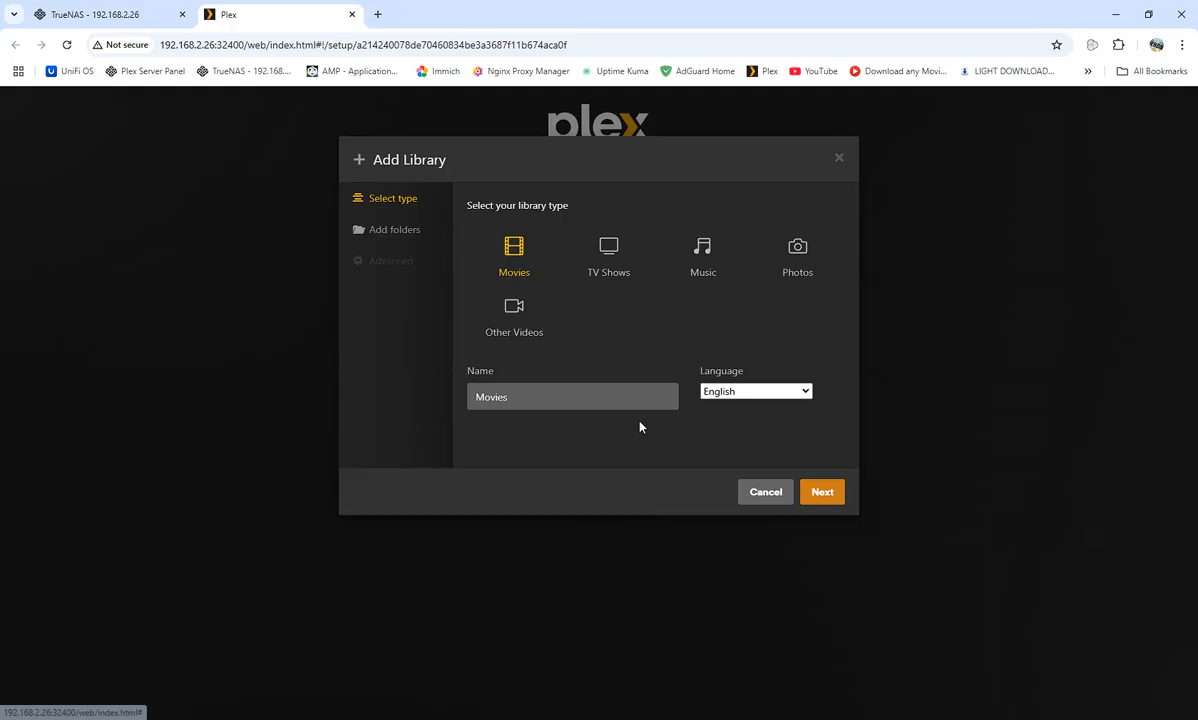 TrueNAS - 192.168.2.26
Plex
Not secure
192.168.2.26:32400/web/index.html#!/setup/a214240078de70460834be3a3687f11b674aca0f
UniFi OS
Plex Server Panel
TrueNAS - 192.168....
AMP - Application...
Immich
Nginx Proxy Manager
Uptime Kuma
AdGuard Home
Plex
YouTube
Download any Movi...
LIGHT DOWNLOAD...
»
All Bookmarks
plex
+ Add Library
Select type
Add folders
Advanced
Select your library type
Movies
TV Shows
Music
Photos
Other Videos
Name
Language
Movies
English
Cancel
Next
192.168.2.26:32400/web/index.html#